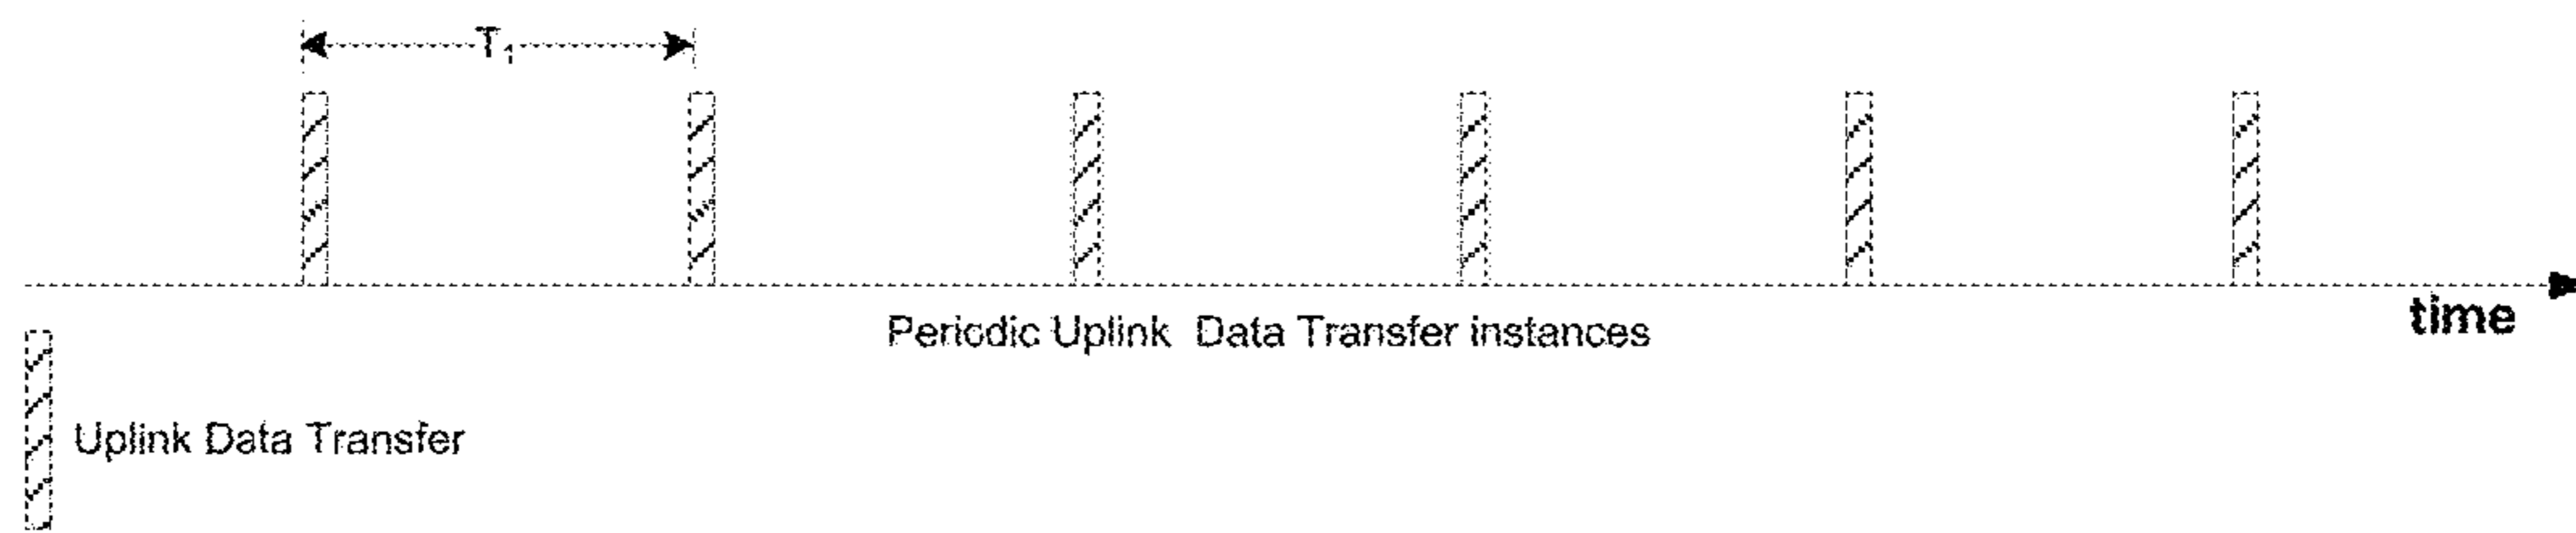 T1
Periodic Uplink Data Transfer instances
time
Uplink Data Transfer